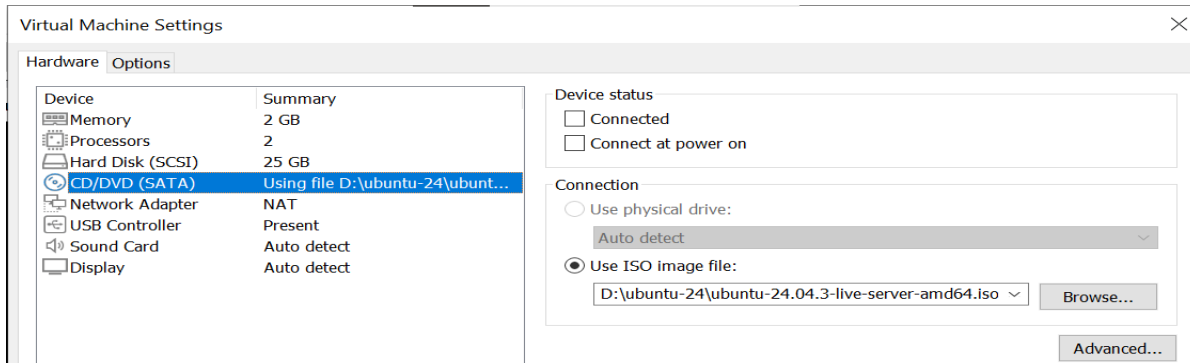 Virtual Machine Settings
Hardware Options
Device Summary
Memory 2 GB
Processors 2
Hard Disk (SCSI) 25 GB
CD/DVD (SATA) Using file D:\ubuntu-24\ubunt...
Network Adapter NAT
USB Controller Present
Sound Card Auto detect
Display Auto detect
Device status
Connected
Connect at power on
Connection
Use physical drive:
Auto detect
Use ISO image file:
D:\ubuntu-24\ubuntu-24.04.3-live-server-amd64.iso Browse...
Advanced...